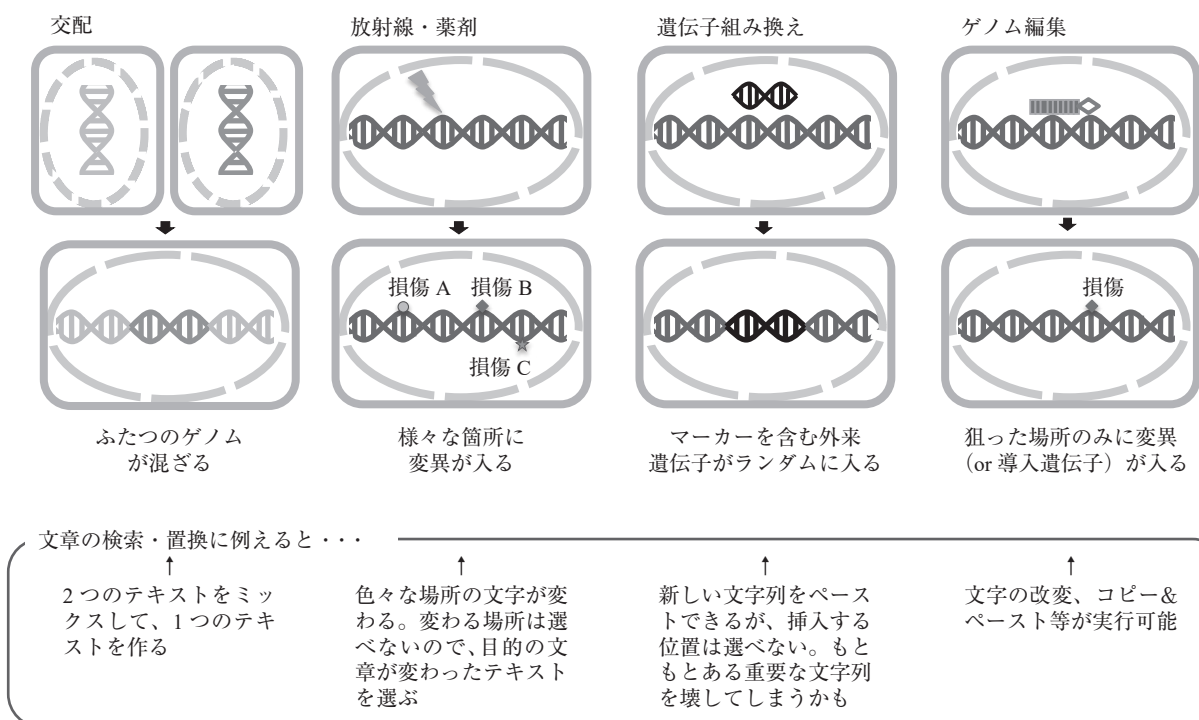 交配
放射線・薬剤
遺伝子組み換え
ゲノム編集
損傷 A
損傷 B
損傷 C
損傷
ふたつのゲノム
が混ざる
様々な箇所に
変異が入る
マーカーを含む外来
遺伝子がランダムに入る
狙った場所のみに変異
（or 導入遺伝子）が入る
文章の検索・置換に例えると・・・
↑
2 つのテキストをミッ
クスして、1 つのテキ
ストを作る
↑
色々な場所の文字が変
わる。変わる場所は選
べないので、目的の文
章が変わったテキスト
を選ぶ
↑
新しい文字列をペース
トできるが、挿入する
位置は選べない。もと
もとある重要な文字列
を壊してしまうかも
↑
文字の改変、コピー&
ペースト等が実行可能